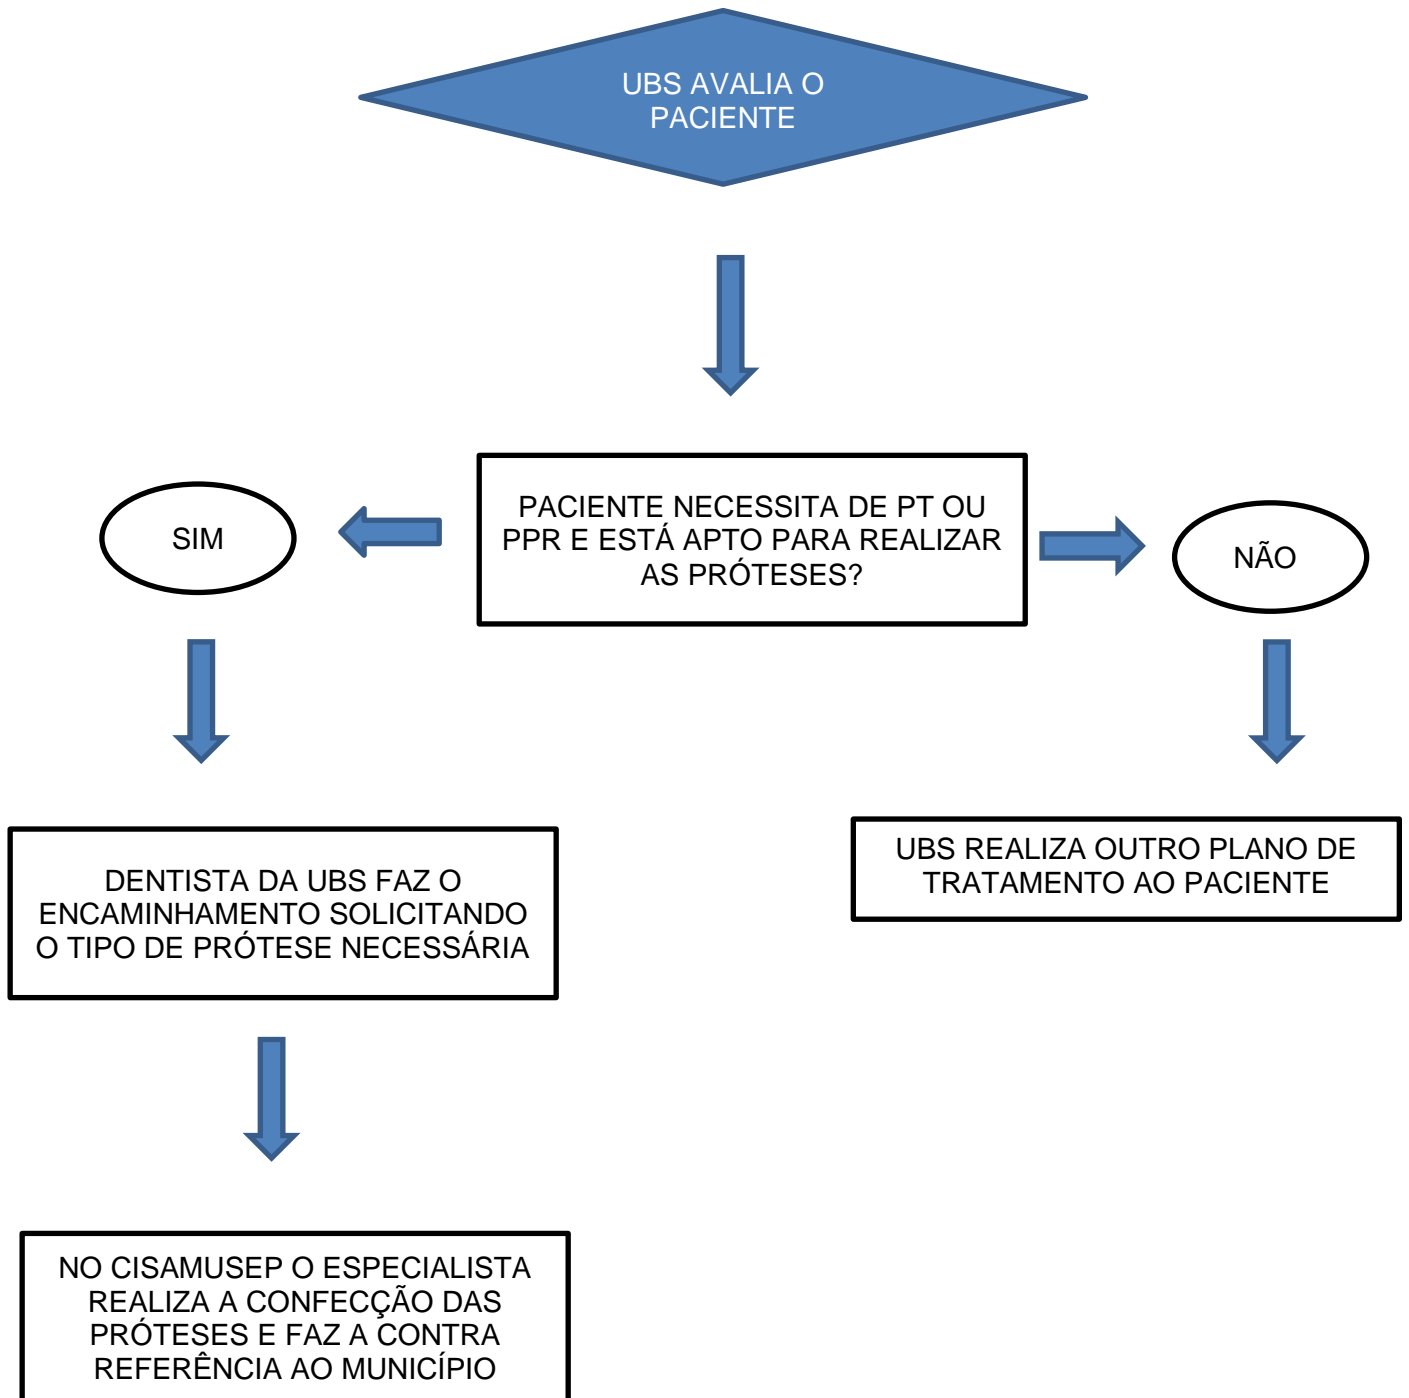 UBS AVALIA O
PACIENTE
PACIENTE NECESSITA DE PT OU
PPR E ESTÁ APTO PARA REALIZAR
AS PRÓTESES?
SIM
NÃO
DENTISTA DA UBS FAZ O
ENCAMINHAMENTO SOLICITANDO
O TIPO DE PRÓTESE NECESSÁRIA
UBS REALIZA OUTRO PLANO DE
TRATAMENTO AO PACIENTE
NO CISAMUSEP O ESPECIALISTA
REALIZA A CONFECÇÃO DAS
PRÓTESES E FAZ A CONTRA
REFERÊNCIA AO MUNICÍPIO